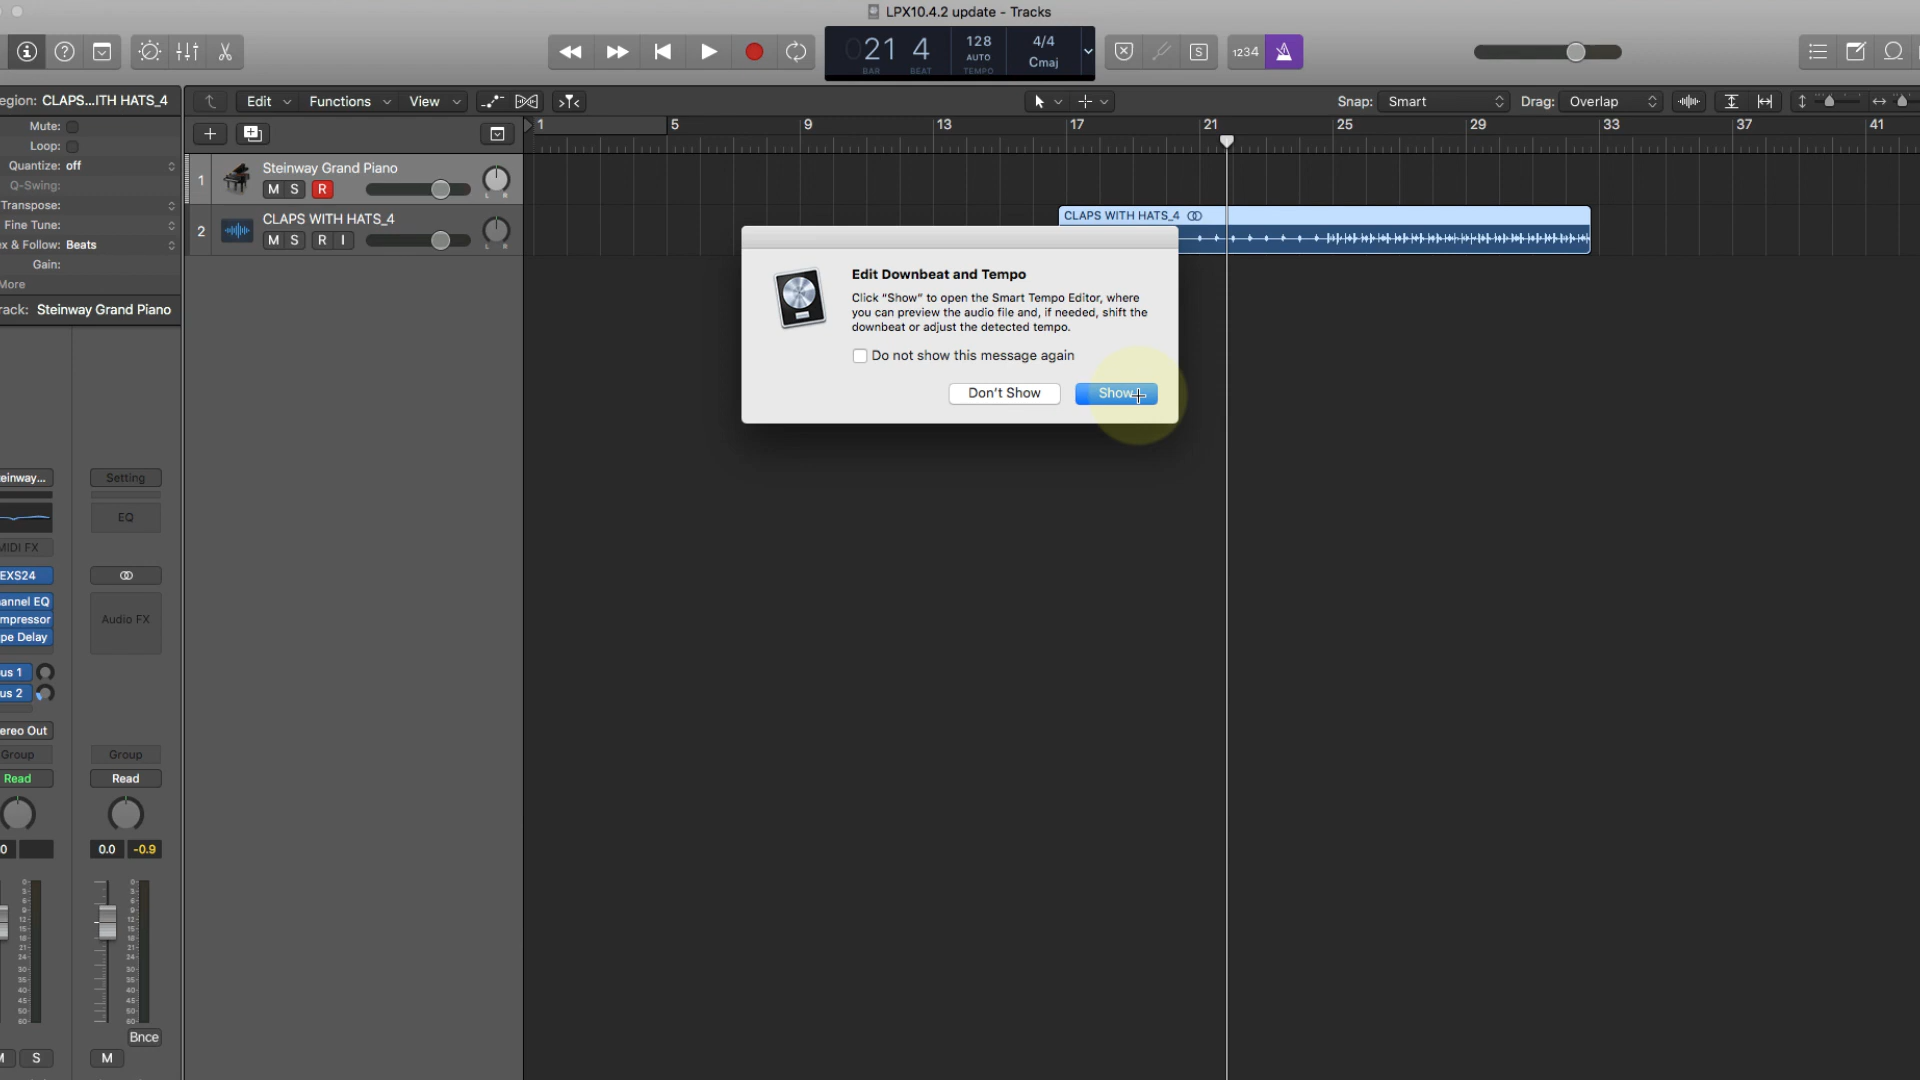 LPX10.4.2 update - Tracks
21 4
BAR BEAT
128
AUTO
TEMPO
4/4
Cmaj
S
1234
egion: CLAPS...ITH HATS_4
Edit Functions View
Snap: Smart
Drag: Overlap
Mute:
Loop:
Quantize: off
Q-Swing:
Transpose:
Fine Tune:
ex & Follow: Beats
Gain:
More
rack: Steinway Grand Piano
1 5 9 13 17 21 25 29 33 37 41
1
Steinway Grand Piano
M S R
L R
2
CLAPS WITH HATS_4
M S R I
L R
CLAPS WITH HATS_4
Edit Downbeat and Tempo
Click "Show" to open the Smart Tempo Editor, where
you can preview the audio file and, if needed, shift the
downbeat or adjust the detected tempo.
Do not show this message again
Don't Show
Show
einway...
Setting
EQ
MIDI FX
EXS24
annel EQ
mpressor
pe Delay
Audio FX
us 1
us 2
ereo Out
Group
Group
Read
Read
0
0.0 -0.9
Bnce
M S
M